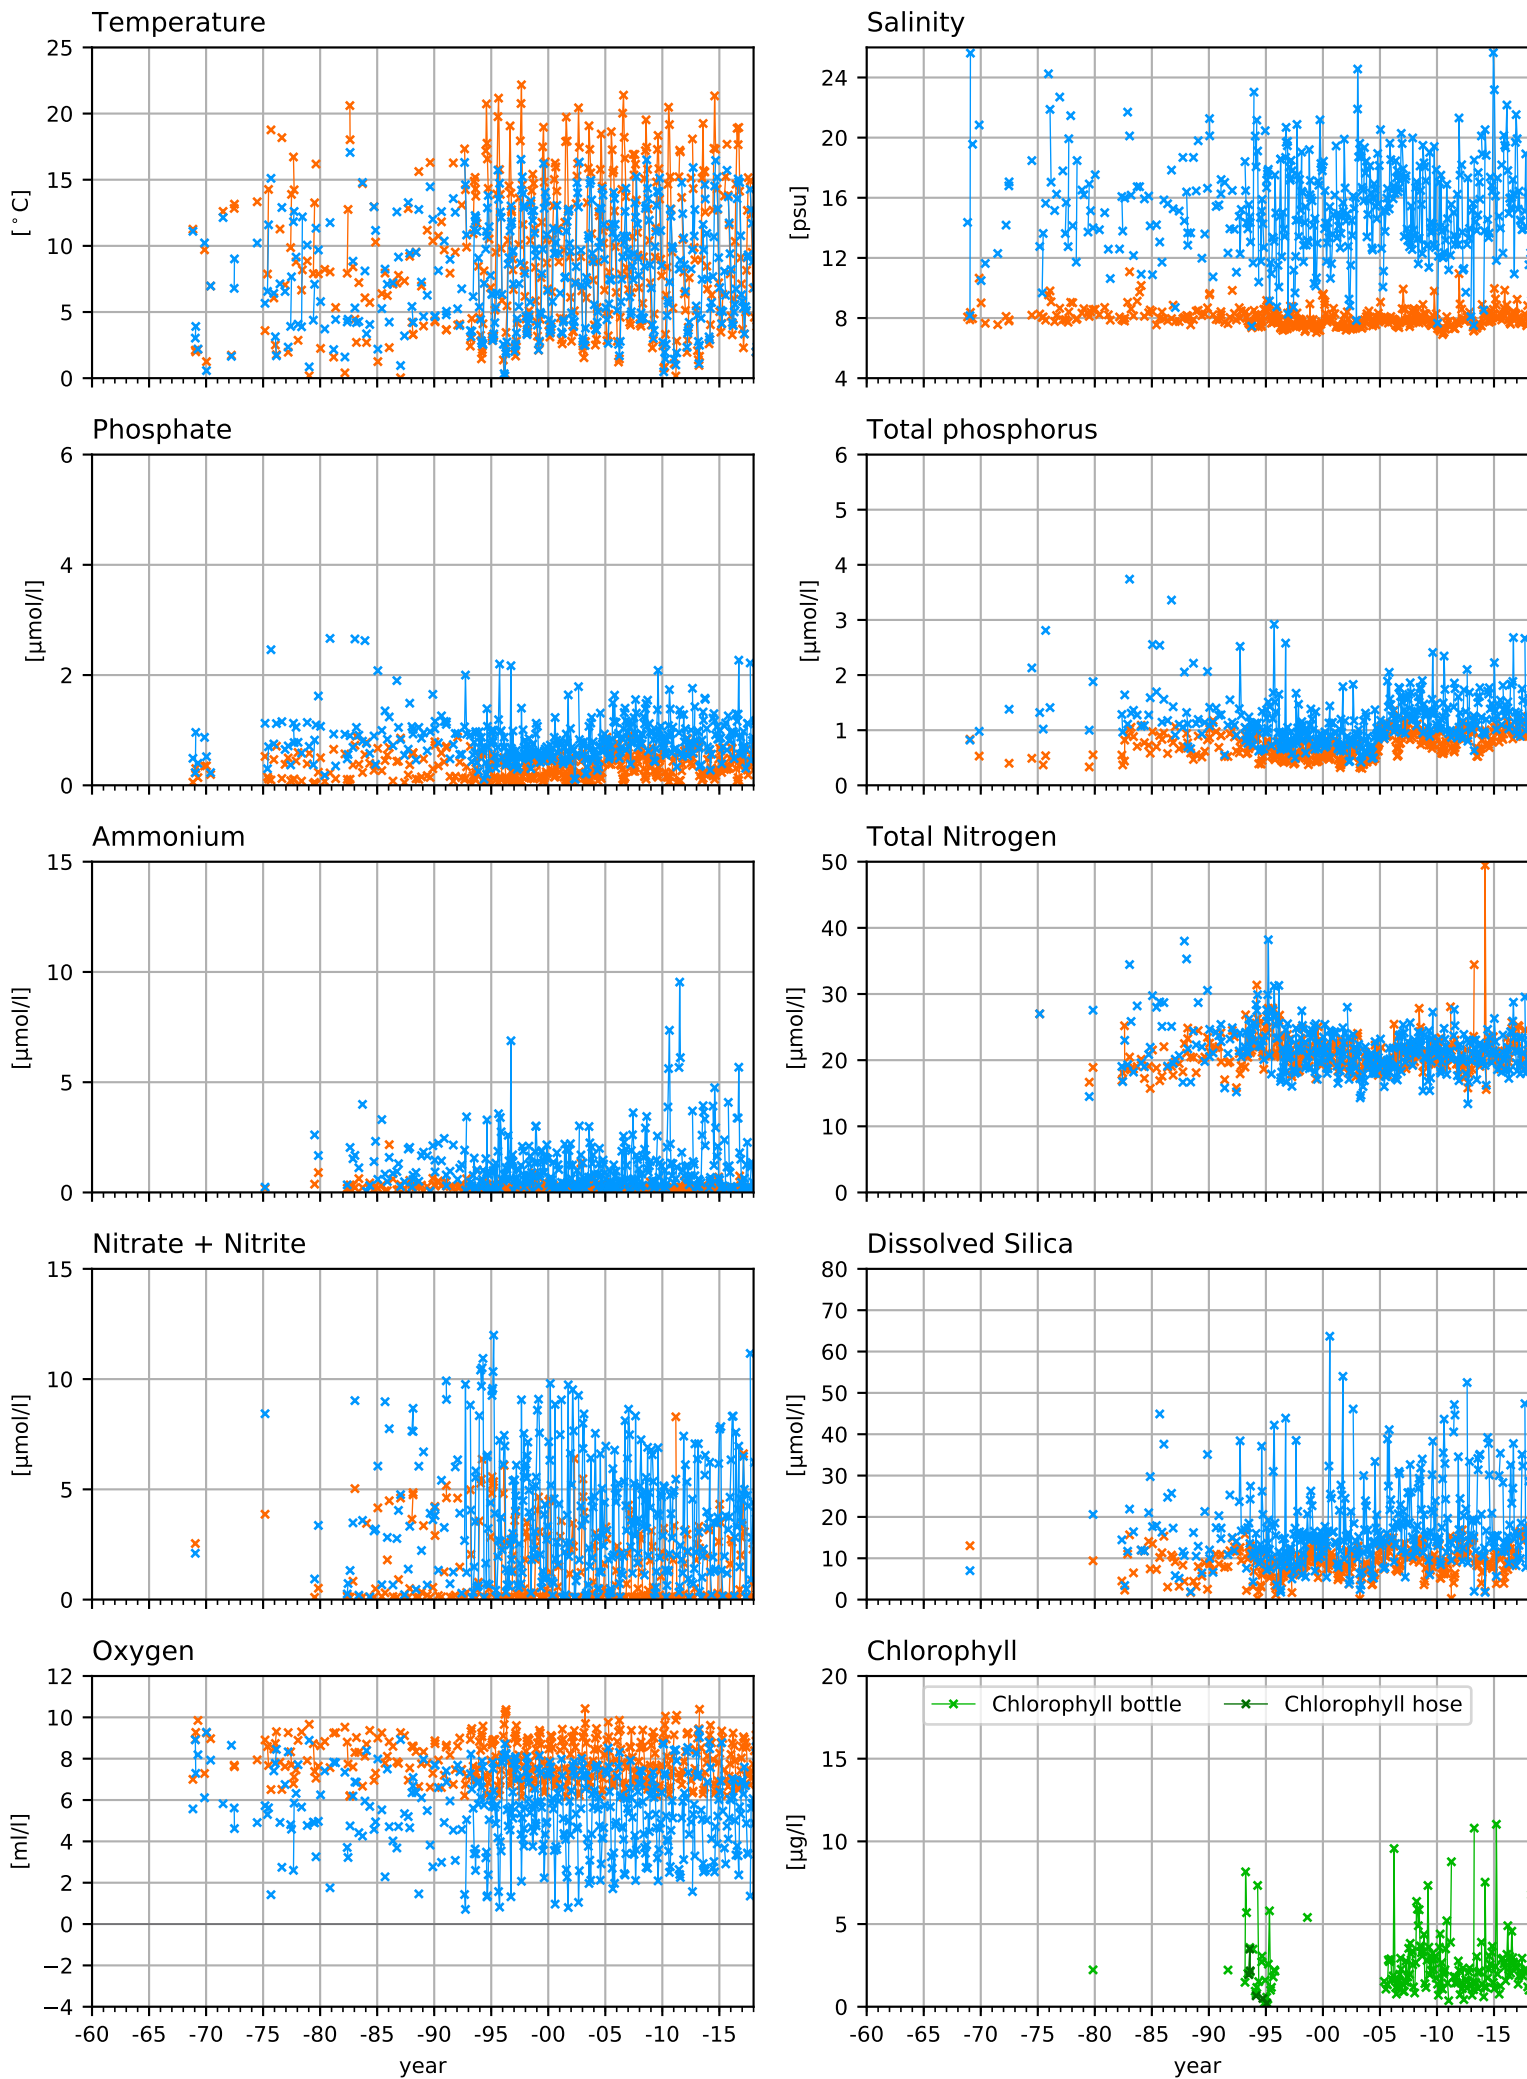 Temperature
25
20
15
10
5
0
[°C]
Salinity
24
20
16
12
8
4
[psu]
Phosphate
6
4
2
0
[µmol/l]
Total phosphorus
6
5
4
3
2
1
0
[µmol/l]
Ammonium
15
10
5
0
[µmol/l]
Total Nitrogen
50
40
30
20
10
0
[µmol/l]
Nitrate + Nitrite
15
10
5
0
[µmol/l]
Dissolved Silica
80
70
60
50
40
30
20
10
0
[µmol/l]
Oxygen
12
10
8
6
4
2
0
−2
−4
[ml/l]
-60 -65 -70 -75 -80 -85 -90 -95 -00 -05 -10 -15
year
Chlorophyll
Chlorophyll bottle Chlorophyll hose
20
15
10
5
0
[µg/l]
-60 -65 -70 -75 -80 -85 -90 -95 -00 -05 -10 -15
year